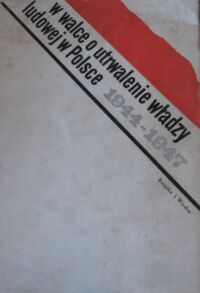 w walce o utrwalenie władzy
ludowej w Polsce
1944-1947
Książka i Wiedza